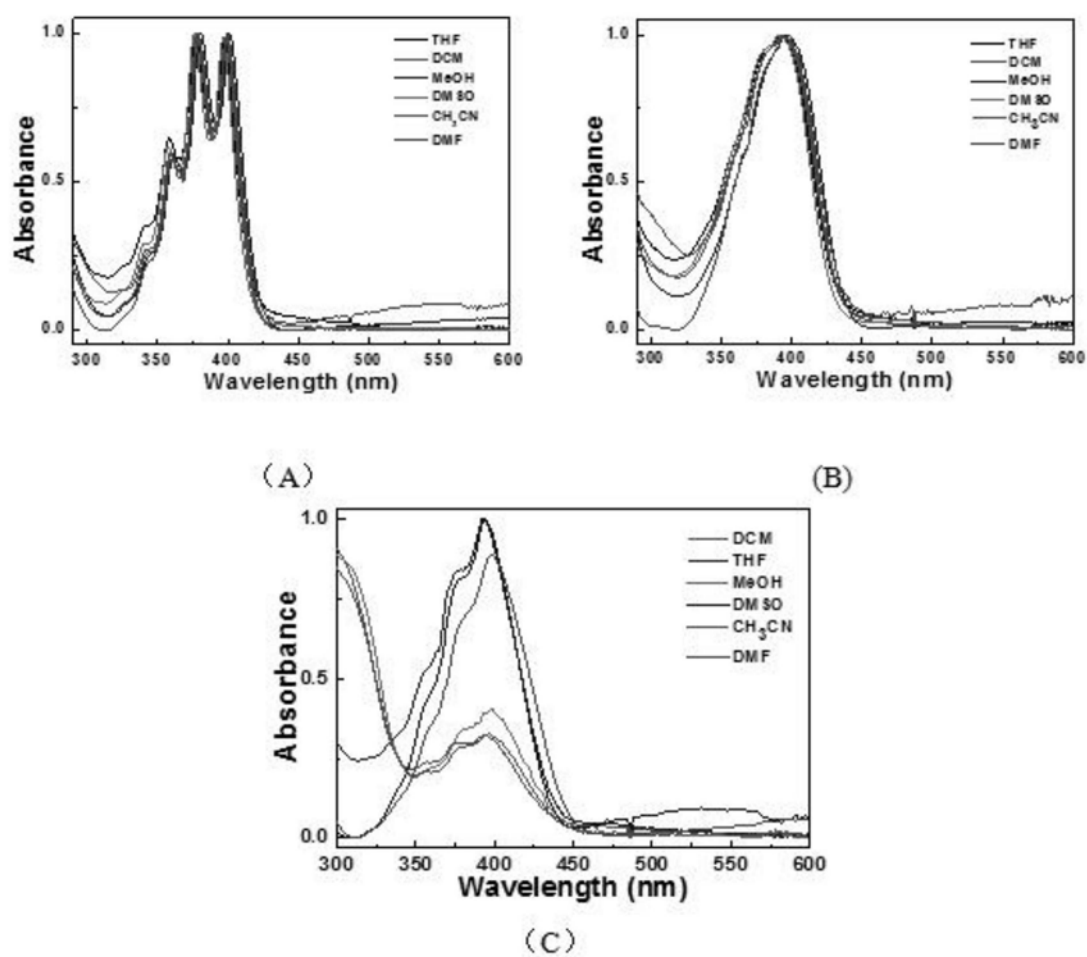 1.0
0.5
0.0
Absorbance
THF
DCM
MeOH
DMSO
CH3CN
DMF
300 350 400 450 500 550 600
Wavelength (nm)
(A)
1.0
0.5
0.0
Absorbance
THF
DCM
MeOH
DMSO
CH3CN
DMF
300 350 400 450 500 550 600
Wavelength (nm)
(B)
1.0
0.5
0.0
Absorbance
DCM
THF
MeOH
DMSO
CH3CN
DMF
300 350 400 450 500 550 600
Wavelength (nm)
(C)